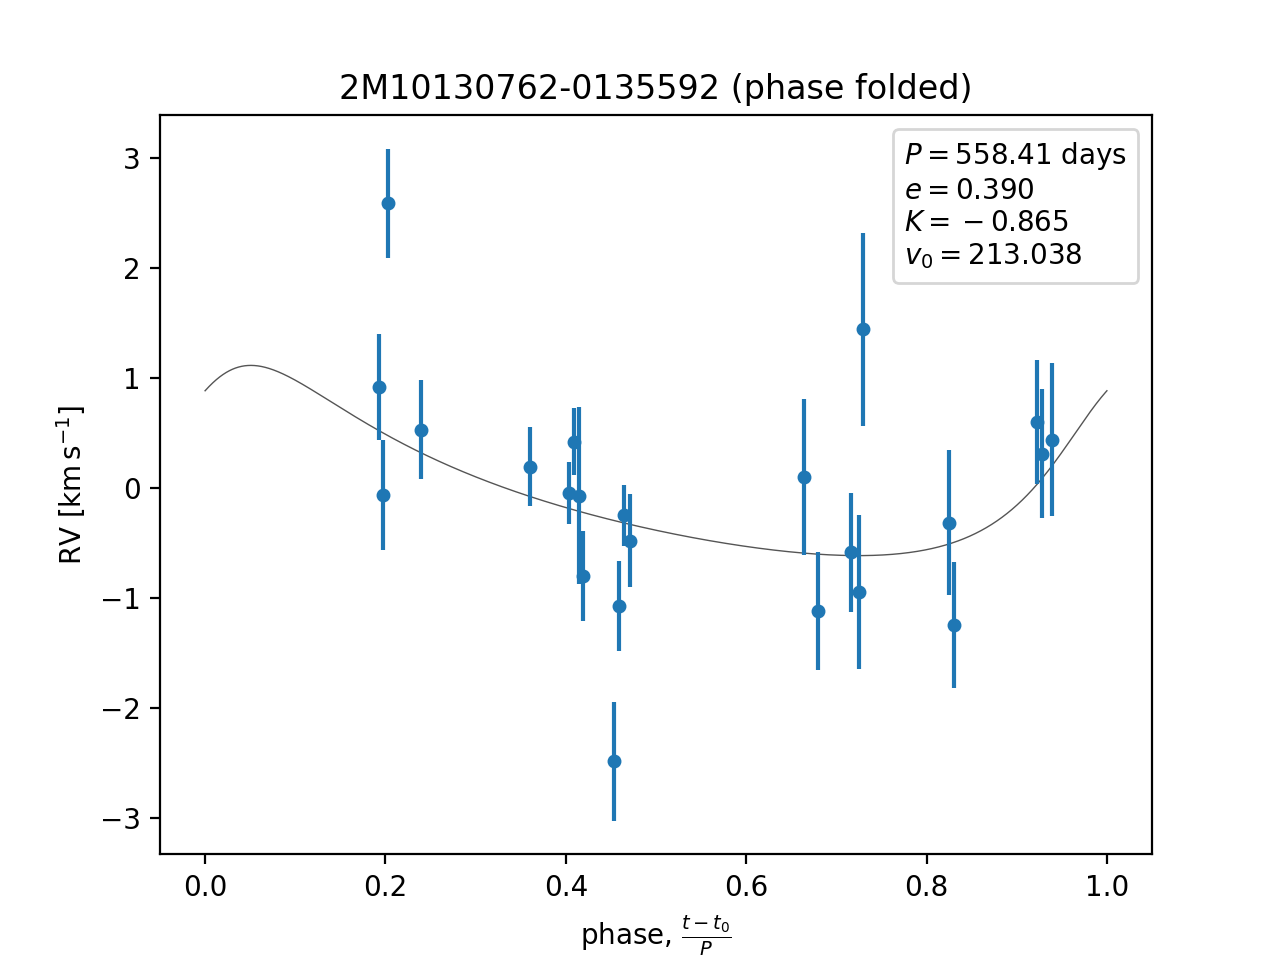 2M10130762-0135592 (phase folded)
P = 558.41 days
e = 0.390
K = −0.865
v₀ = 213.038
RV [km s⁻¹]
3
2
1
0
−1
−2
−3
0.0 0.2 0.4 0.6 0.8 1.0
phase, (t − t₀)/P